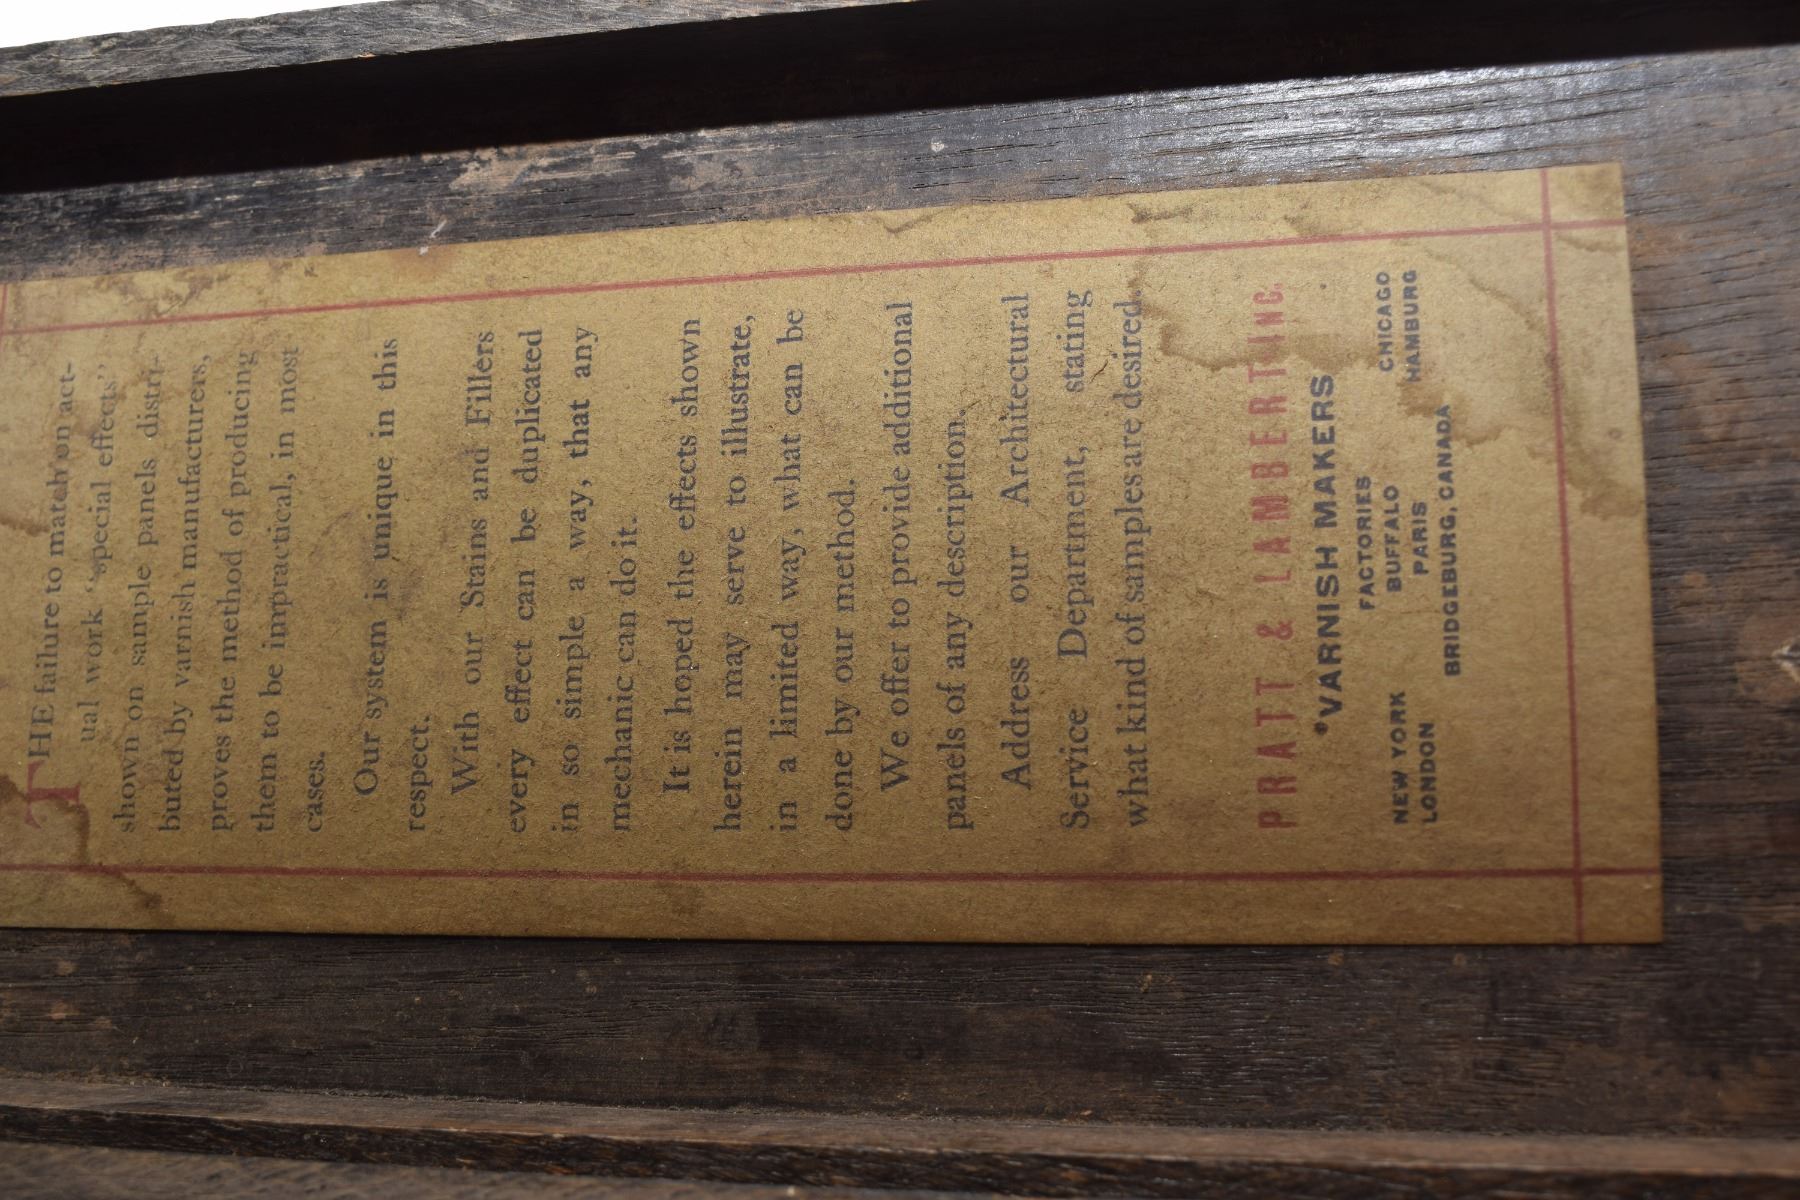 THE failure to match on act-
ual work “special effects”
shown on sample panels distri-
buted by varnish manufacturers,
proves the method of producing
them to be impractical, in most
cases.
Our system is unique in this
respect.
With our Stains and Fillers
every effect can be duplicated
in so simple a way, that any
mechanic can do it.
It is hoped the effects shown
herein may serve to illustrate,
in a limited way, what can be
done by our method.
We offer to provide additional
panels of any description.
Address our Architectural
Service Department, stating
what kind of samples are desired.
PRATT & LAMBERT INC.
VARNISH MAKERS
FACTORIES
NEW YORK BUFFALO CHICAGO
LONDON PARIS HAMBURG
BRIDGEBURG, CANADA